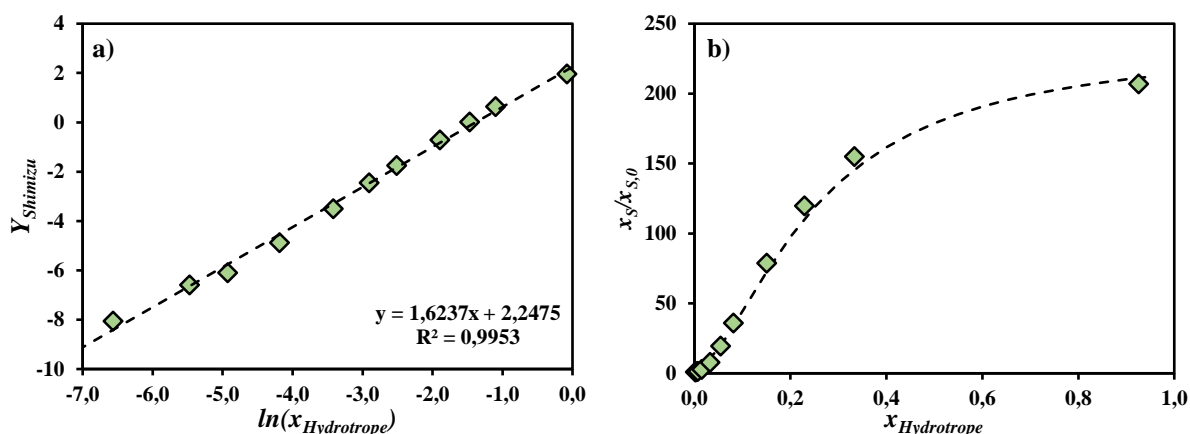 a)
4
2
0
-2
-4
-6
-8
-10
Y_Shimizu
-7,0 -6,0 -5,0 -4,0 -3,0 -2,0 -1,0 0,0
ln(x_Hydrotrope)
y = 1,6237x + 2,2475
R² = 0,9953
b)
250
200
150
100
50
0
x_S/x_S,0
0,0 0,2 0,4 0,6 0,8 1,0
x_Hydrotrope